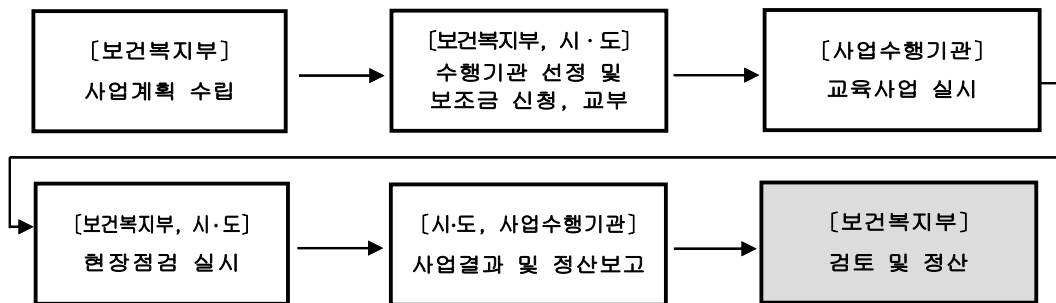 [보건복지부]
사업계획 수립
[보건복지부, 시·도]
수행기관 선정 및
보조금 신청, 교부
[사업수행기관]
교육사업 실시
[보건복지부, 시·도]
현장점검 실시
[시·도, 사업수행기관]
사업결과 및 정산보고
[보건복지부]
검토 및 정산